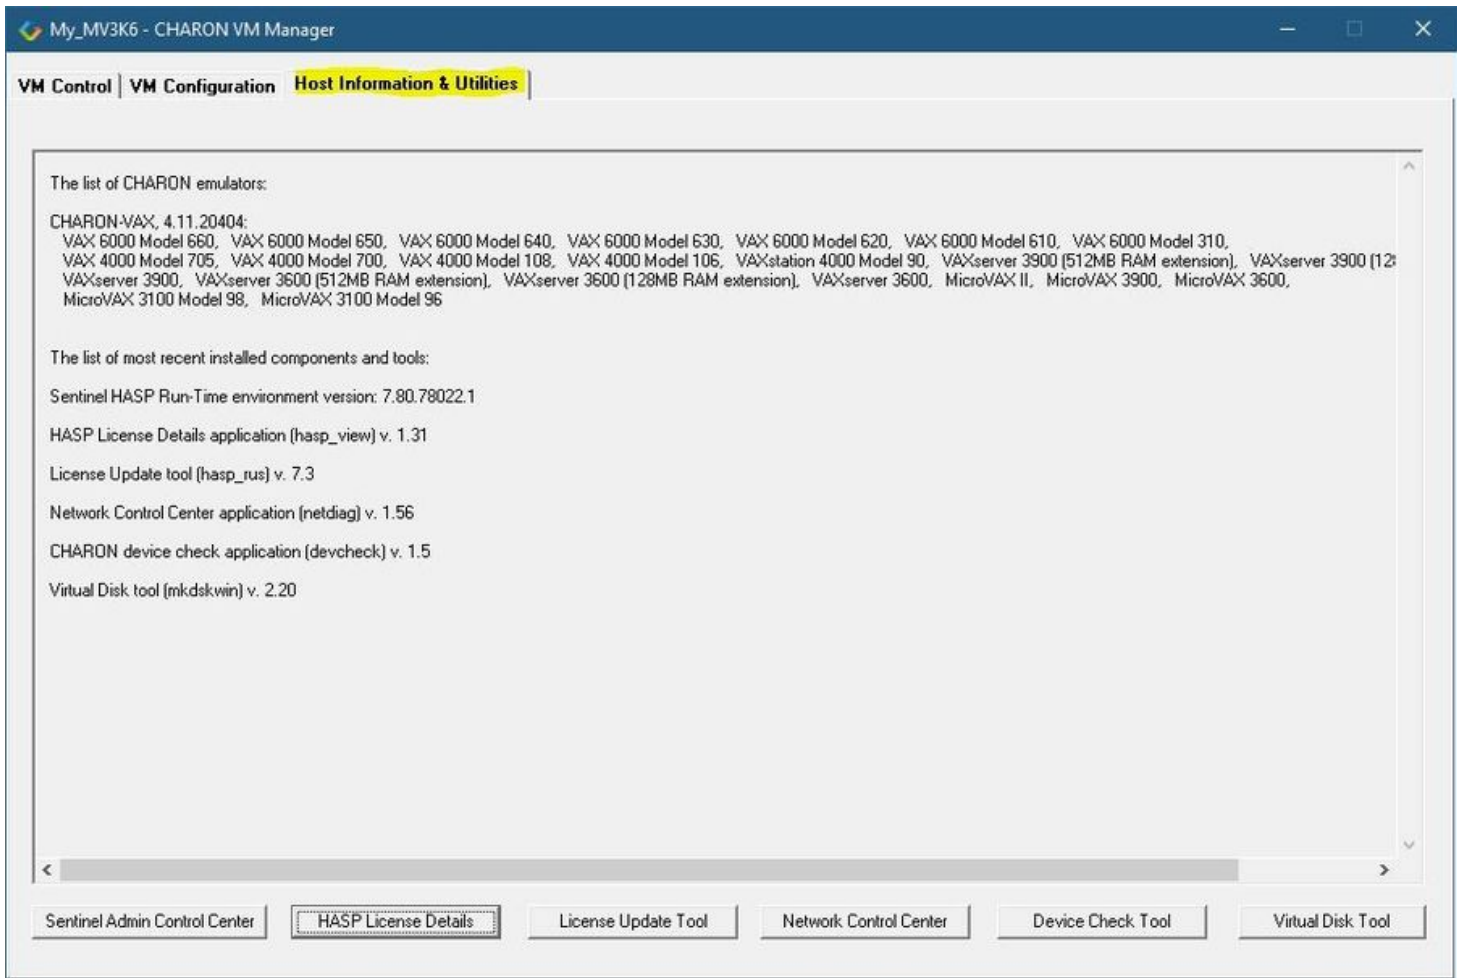 My_MV3K6 - CHARON VM Manager
VM Control | VM Configuration Host Information & Utilities
The list of CHARON emulators:
CHARON-VAX, 4.11.20404:
VAX 6000 Model 660, VAX 6000 Model 650, VAX 6000 Model 640, VAX 6000 Model 630, VAX 6000 Model 620, VAX 6000 Model 610, VAX 6000 Model 310,
VAX 4000 Model 705, VAX 4000 Model 700, VAX 4000 Model 108, VAX 4000 Model 106, VAXstation 4000 Model 90, VAXserver 3900 (512MB RAM extension), VAXserver 3900 (12
VAXserver 3900, VAXserver 3600 (512MB RAM extension), VAXserver 3600 (128MB RAM extension), VAXserver 3600, MicroVAX II, MicroVAX 3900, MicroVAX 3600,
MicroVAX 3100 Model 98, MicroVAX 3100 Model 96
The list of most recent installed components and tools:
Sentinel HASP Run-Time environment version: 7.80.78022.1
HASP License Details application (hasp_view) v. 1.31
License Update tool (hasp_rus) v. 7.3
Network Control Center application (netdiag) v. 1.56
CHARON device check application (devcheck) v. 1.5
Virtual Disk tool (mkdskwin) v. 2.20
Sentinel Admin Control Center HASP License Details License Update Tool Network Control Center Device Check Tool Virtual Disk Tool